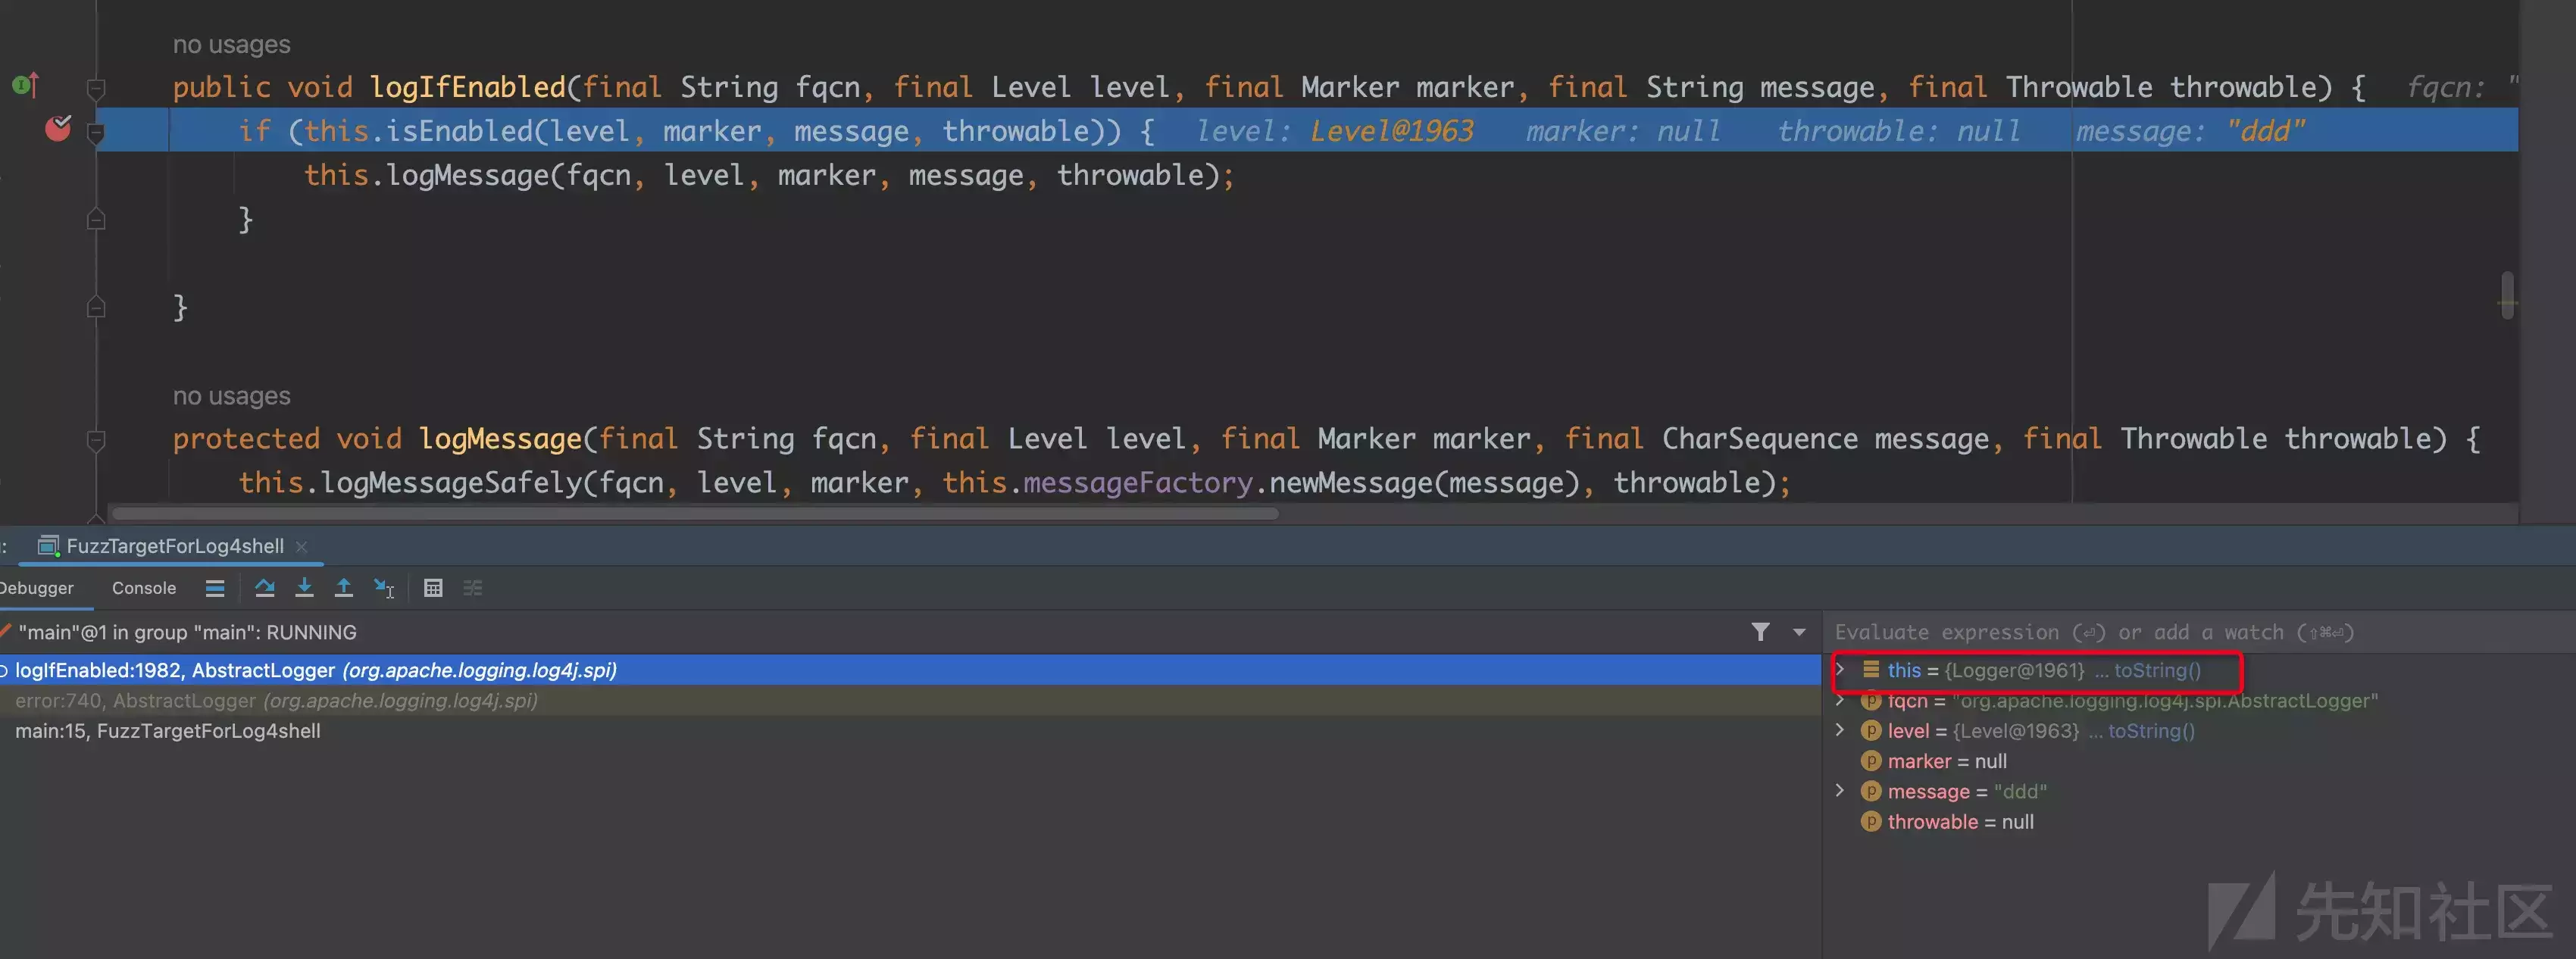 no usages
public void logIfEnabled(final String fqcn, final Level level, final Marker marker, final String message, final Throwable throwable) { fqcn: "
if (this.isEnabled(level, marker, message, throwable)) { level: Level@1963 marker: null throwable: null message: "ddd"
this.logMessage(fqcn, level, marker, message, throwable);
}
}
no usages
protected void logMessage(final String fqcn, final Level level, final Marker marker, final CharSequence message, final Throwable throwable) {
this.logMessageSafely(fqcn, level, marker, this.messageFactory.newMessage(message), throwable);
: FuzzTargetForLog4shell
Debugger Console
"main"@1 in group "main": RUNNING
Evaluate expression (⏎) or add a watch (⇧⌘⏎)
logIfEnabled:1982, AbstractLogger (org.apache.logging.log4j.spi)
error:740, AbstractLogger (org.apache.logging.log4j.spi)
main:15, FuzzTargetForLog4shell
this = {Logger@1961} ... toString()
fqcn = "org.apache.logging.log4j.spi.AbstractLogger"
level = {Level@1963} ... toString()
marker = null
message = "ddd"
throwable = null
先知社区